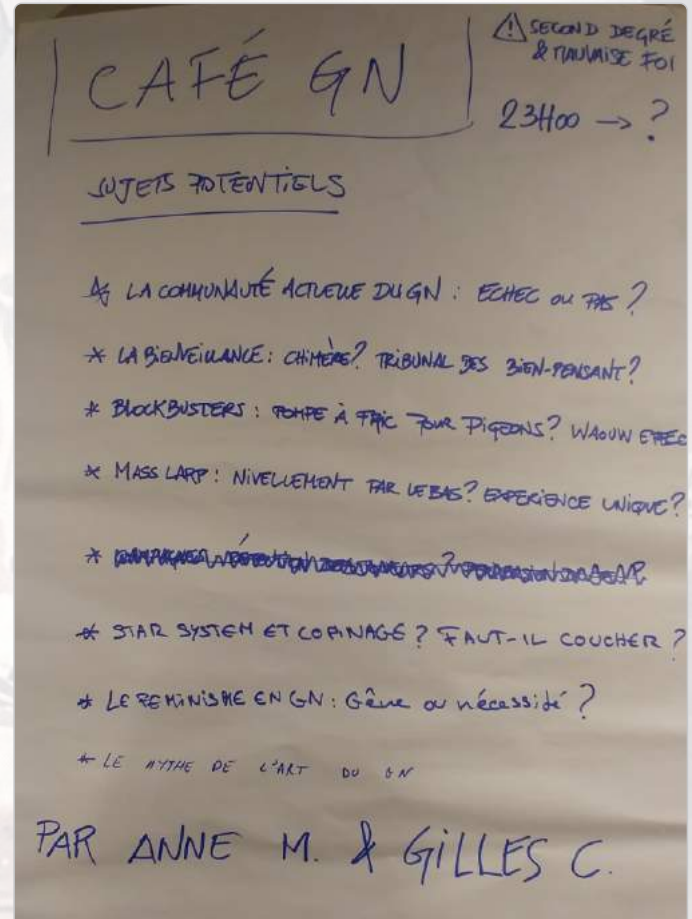 CAFÉ GN
⚠ SECOND DEGRÉ
& MAUVAISE FOI
23H00 → ?
SUJETS POTENTIELS
* LA COMMUNAUTÉ ACTUELLE DU GN : ECHEC OU PAS ?
* LA BIENVEILLANCE : CHIMÈRE ? TRIBUNAL DES BIEN-PENSANT ?
* BLOCKBUSTERS : POMPE À FRIC POUR PIGEONS ? WAOUW EFFEC
* MASS LARP : NIVELLEMENT PAR LE BAS ? EXPERIENCE UNIQUE ?
* STAR SYSTEM ET COPINAGE ? FAUT-IL COUCHER ?
* LE FEMINISME EN GN : Gêne ou nécessité ?
* LE MYTHE DE L'ART DU GN
PAR ANNE M. & GILLES C.